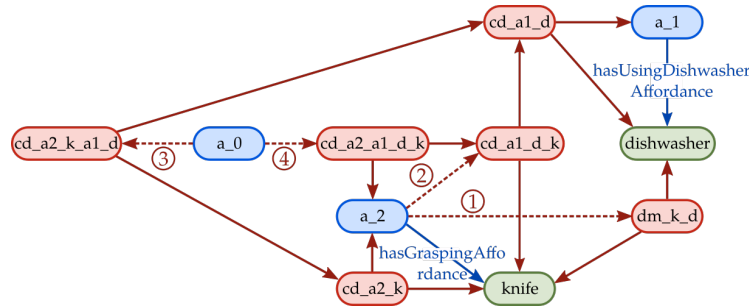 cd_a1_d
a_1
hasUsingDishwasher
Affordance
cd_a2_k_a1_d
a_0
cd_a2_a1_d_k
cd_a1_d_k
dishwasher
3
4
2
1
a_2
dm_k_d
hasGraspingAffo
rdance
cd_a2_k
knife